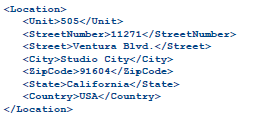 <Location>
<Unit>505</Unit>
<StreetNumber>11271</StreetNumber>
<Street>Ventura Blvd.</Street>
<City>Studio City</City>
<ZipCode>91604</ZipCode>
<State>California</State>
<Country>USA</Country>
</Location>